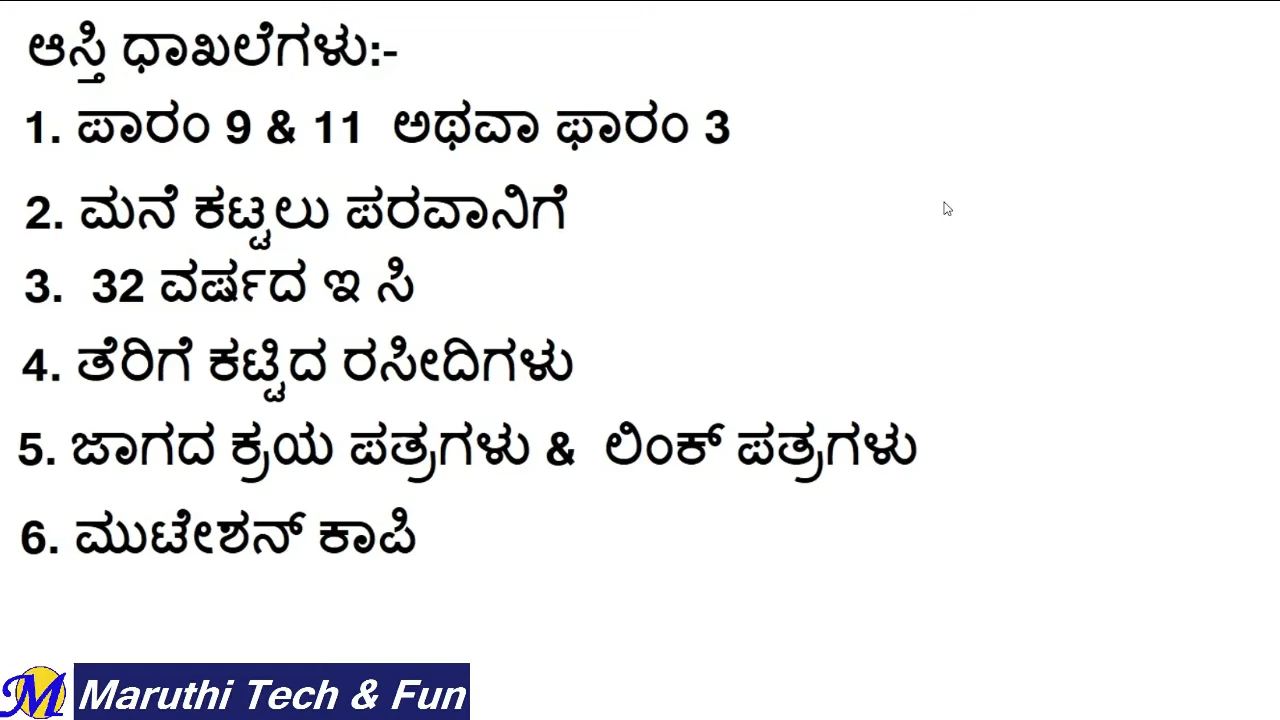 ಆಸ್ತಿ ಧಾಖಲೆಗಳು:-
1. ಪಾರಂ 9 & 11 ಅಥವಾ ಫಾರಂ 3
2. ಮನೆ ಕಟ್ಟಲು ಪರವಾನಿಗೆ
3. 32 ವರ್ಷದ ಇ ಸಿ
4. ತೆರಿಗೆ ಕಟ್ಟಿದ ರಸೀದಿಗಳು
5. ಜಾಗದ ಕ್ರಯ ಪತ್ರಗಳು & ಲಿಂಕ್ ಪತ್ರಗಳು
6. ಮುಟೇಶನ್ ಕಾಪಿ
M Maruthi Tech & Fun